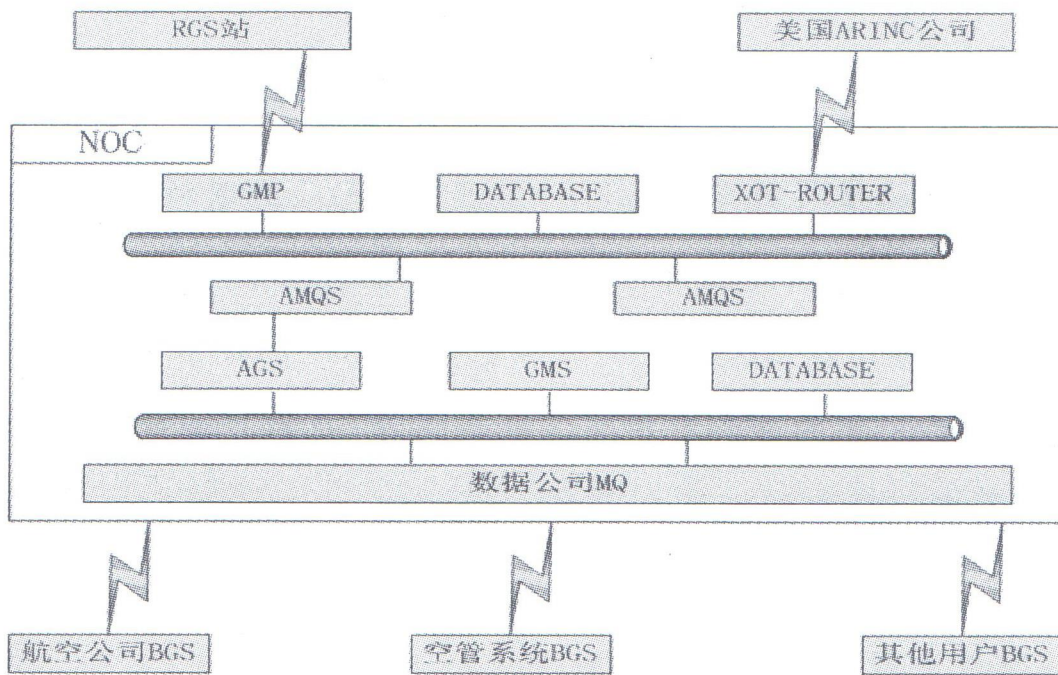 RGS站
美国ARINC公司
NOC
GMP
DATABASE
XOT-ROUTER
AMQS
AMQS
AGS
GMS
DATABASE
数据公司MQ
航空公司BGS
空管系统BGS
其他用户BGS